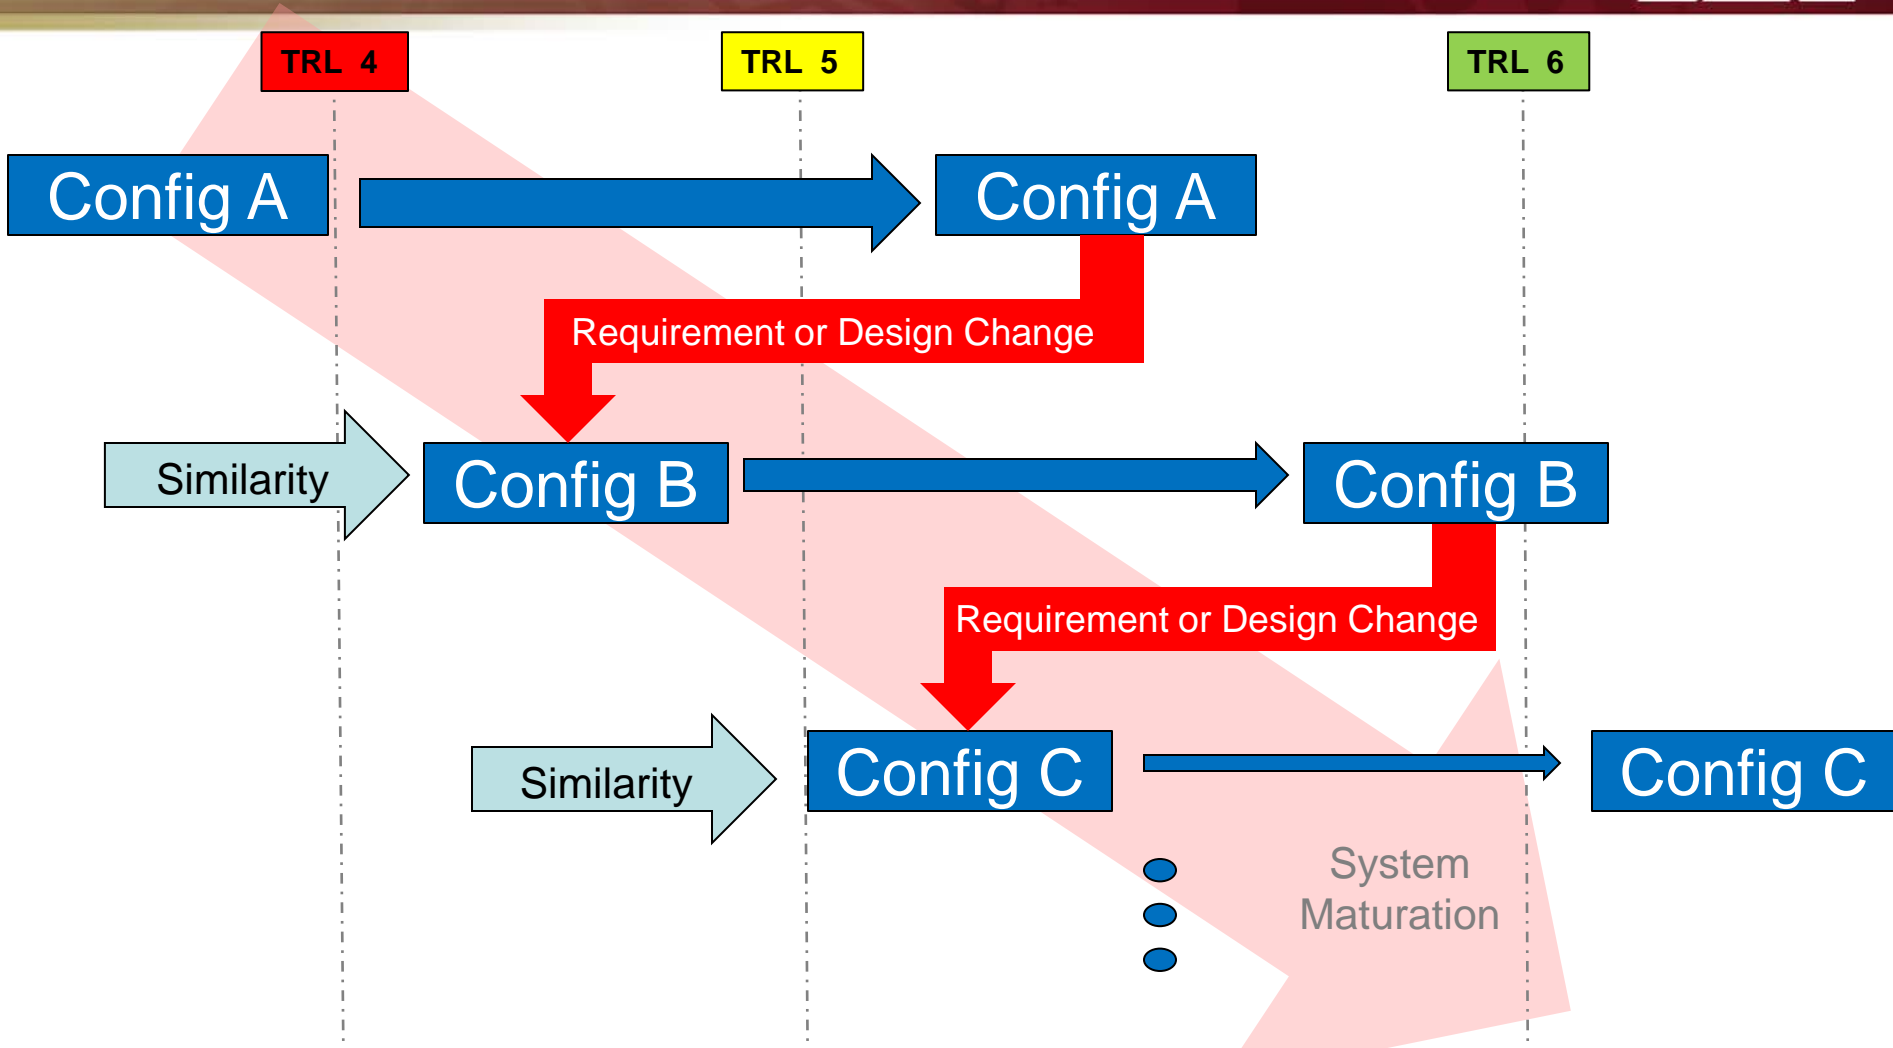 TRL 4
TRL 5
TRL 6
Config A
Config A
Requirement or Design Change
Similarity
Config B
Config B
Requirement or Design Change
Similarity
Config C
Config C
System
Maturation